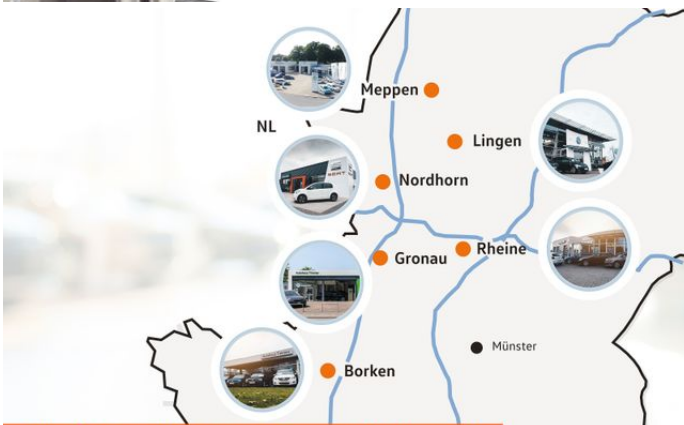 Meppen
NL
Lingen
Nordhorn
Gronau
Rheine
Münster
Borken